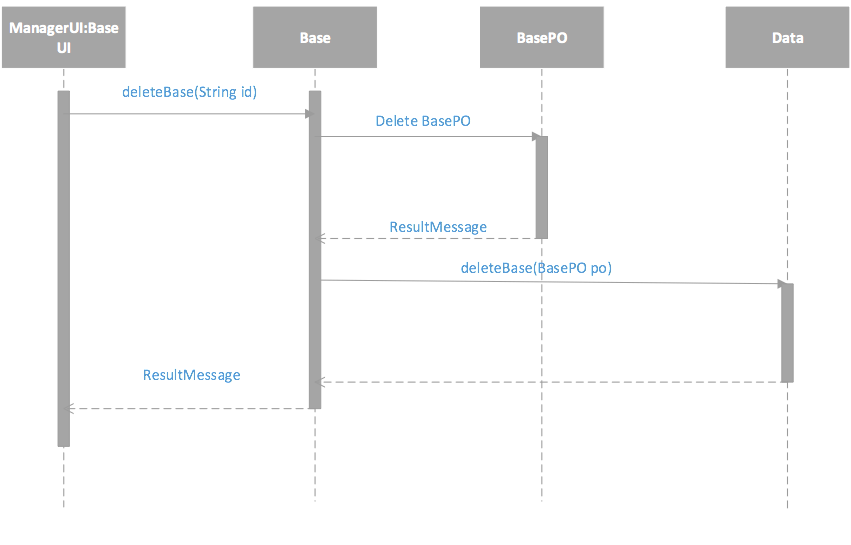 ManagerUI:Base
UI
Base
BasePO
Data
deleteBase(String id)
Delete BasePO
ResultMessage
deleteBase(BasePO po)
ResultMessage